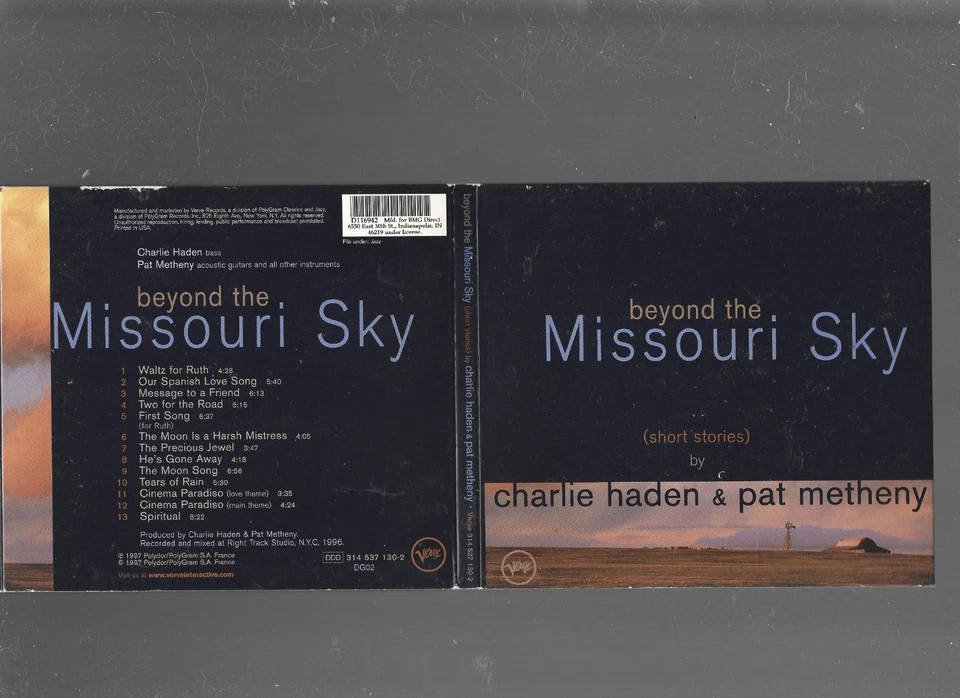 Manufactured and marketed by Verve Records, a division of PolyGram Classics and Jazz,
a division of PolyGram Records, Inc., 825 Eighth Ave., New York, N.Y. All rights reserved.
Unauthorized reproduction, hiring, lending, public performance and broadcast prohibited.
Printed in USA.
D116942 Mfd. for BMG Direct
6550 East 30th St., Indianapolis, IN
46219 under license.
File under: Jazz
Charlie Haden bass
Pat Metheny acoustic guitars and all other instruments
beyond the
Missouri Sky
1 Waltz for Ruth 4:28
2 Our Spanish Love Song 5:40
3 Message to a Friend 6:13
4 Two for the Road 5:16
5 First Song 6:37
(for Ruth)
6 The Moon Is a Harsh Mistress 4:05
7 The Precious Jewel 3:47
8 He's Gone Away 4:18
9 The Moon Song 6:56
10 Tears of Rain 5:30
11 Cinema Paradiso (love theme) 3:35
12 Cinema Paradiso (main theme) 4:24
13 Spiritual 8:22
Produced by Charlie Haden & Pat Metheny.
Recorded and mixed at Right Track Studio, N.Y.C, 1996.
℗ 1997 Polydor/PolyGram S.A. France
© 1997 Polydor/PolyGram S.A. France
Visit us at www.verveinteractive.com
DDD 314 537 130-2
DG02
Verve
beyond the Missouri Sky (short stories) by charlie haden & pat metheny - Verve 314 537 130-2
beyond the
Missouri Sky
(short stories)
by
charlie haden & pat metheny
Verve